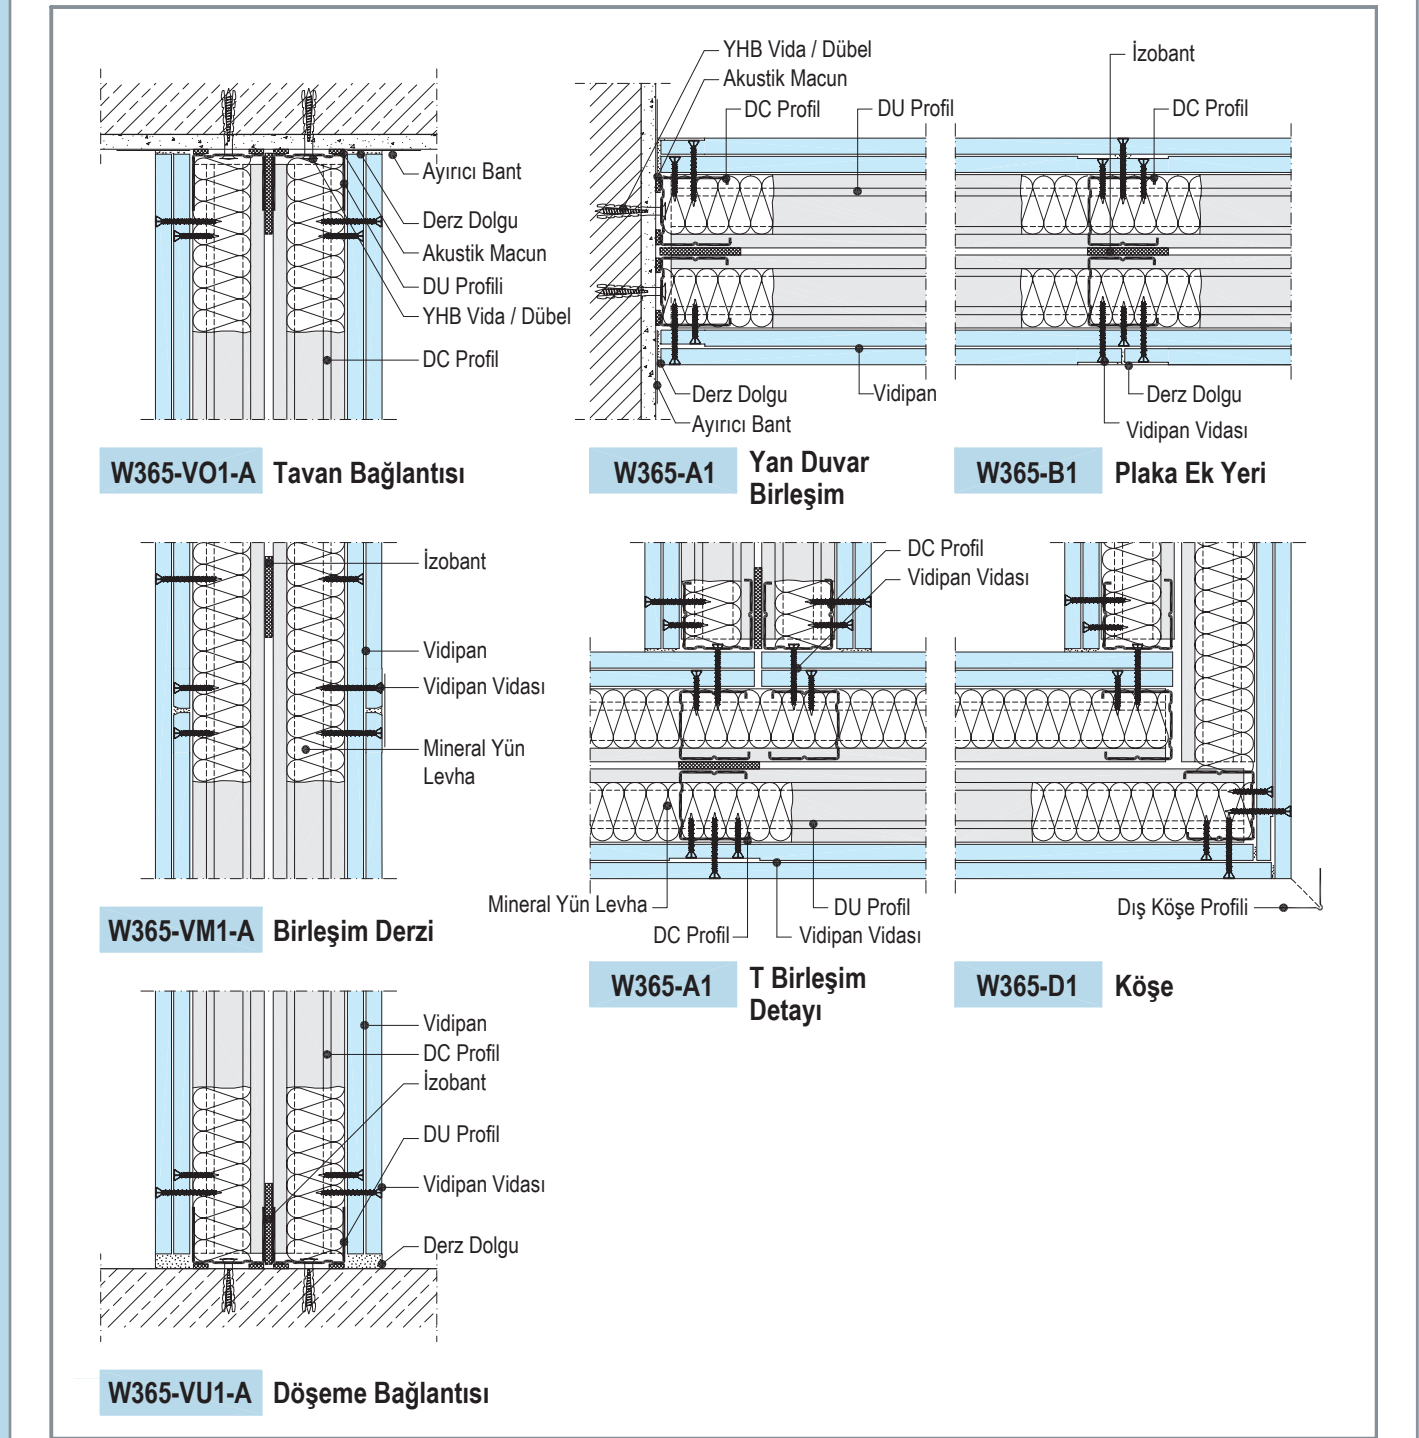 Ayırıcı Bant
Derz Dolgu
Akustik Macun
DU Profili
YHB Vida / Dübel
DC Profil
W365-VO1-A Tavan Bağlantısı
YHB Vida / Dübel
Akustik Macun
DC Profil
DU Profil
Derz Dolgu
Vidipan
Ayırıcı Bant
W365-A1 Yan Duvar
Birleşim
İzobant
DC Profil
Derz Dolgu
Vidipan Vidası
W365-B1 Plaka Ek Yeri
İzobant
Vidipan
Vidipan Vidası
Mineral Yün
Levha
W365-VM1-A Birleşim Derzi
DC Profil
Vidipan Vidası
Mineral Yün Levha
DU Profil
DC Profil
Vidipan Vidası
W365-A1 T Birleşim
Detayı
Dış Köşe Profili
W365-D1 Köşe
Vidipan
DC Profil
İzobant
DU Profil
Vidipan Vidası
Derz Dolgu
W365-VU1-A Döşeme Bağlantısı